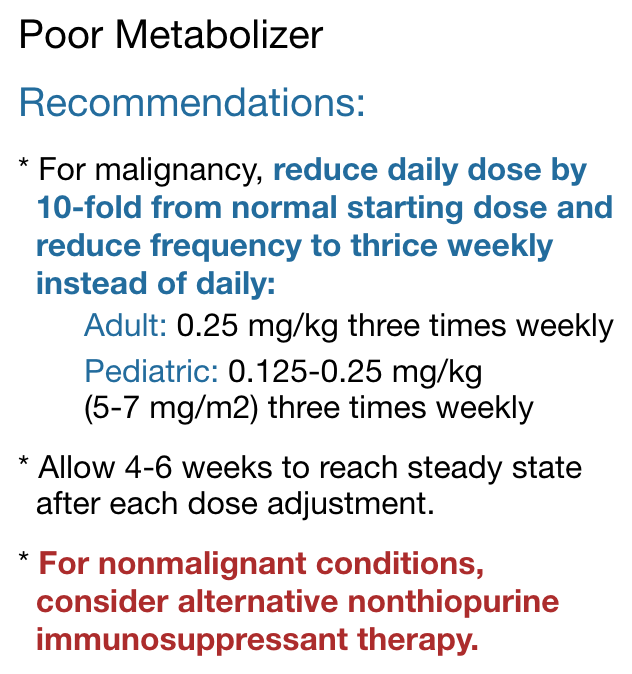 Poor Metabolizer
Recommendations:
* For malignancy, reduce daily dose by
10-fold from normal starting dose and
reduce frequency to thrice weekly
instead of daily:
Adult: 0.25 mg/kg three times weekly
Pediatric: 0.125-0.25 mg/kg
(5-7 mg/m2) three times weekly
* Allow 4-6 weeks to reach steady state
after each dose adjustment.
* For nonmalignant conditions,
consider alternative nonthiopurine
immunosuppressant therapy.